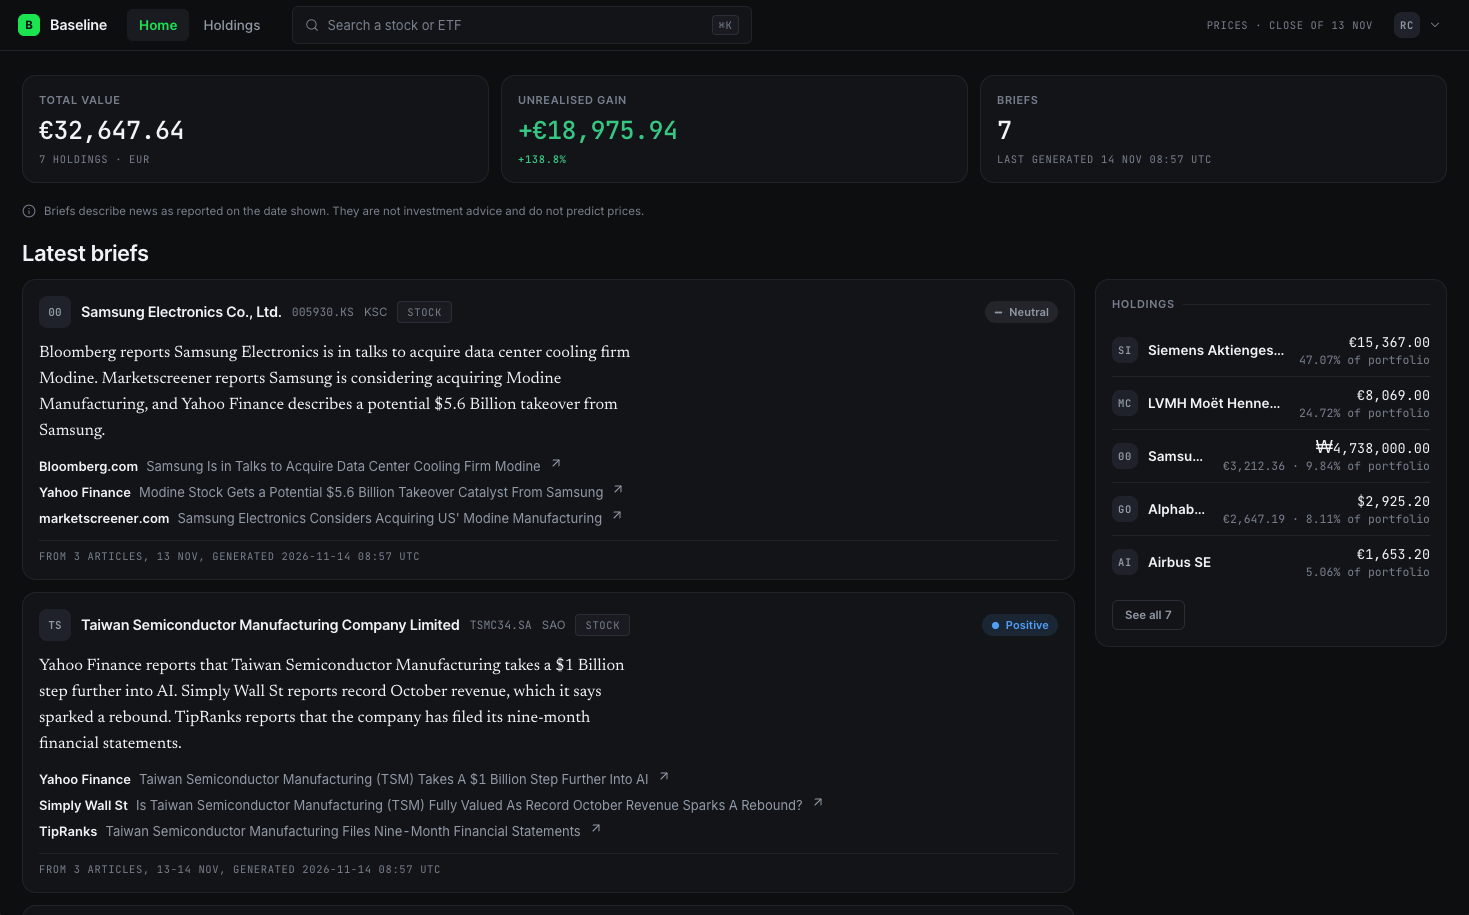 B Baseline Home Holdings Search a stock or ETF ⌘K PRICES · CLOSE OF 13 NOV RC
TOTAL VALUE
€32,647.64
7 HOLDINGS · EUR
UNREALISED GAIN
+€18,975.94
+138.8%
BRIEFS
7
LAST GENERATED 14 NOV 08:57 UTC
Briefs describe news as reported on the date shown. They are not investment advice and do not predict prices.
Latest briefs
00 Samsung Electronics Co., Ltd. 005930.KS KSC STOCK – Neutral
Bloomberg reports Samsung Electronics is in talks to acquire data center cooling firm
Modine. Marketscreener reports Samsung is considering acquiring Modine
Manufacturing, and Yahoo Finance describes a potential $5.6 Billion takeover from
Samsung.
Bloomberg.com Samsung Is in Talks to Acquire Data Center Cooling Firm Modine
Yahoo Finance Modine Stock Gets a Potential $5.6 Billion Takeover Catalyst From Samsung
marketscreener.com Samsung Electronics Considers Acquiring US' Modine Manufacturing
FROM 3 ARTICLES, 13 NOV, GENERATED 2026-11-14 08:57 UTC
TS Taiwan Semiconductor Manufacturing Company Limited TSMC34.SA SAO STOCK Positive
Yahoo Finance reports that Taiwan Semiconductor Manufacturing takes a $1 Billion
step further into AI. Simply Wall St reports record October revenue, which it says
sparked a rebound. TipRanks reports that the company has filed its nine-month
financial statements.
Yahoo Finance Taiwan Semiconductor Manufacturing (TSM) Takes A $1 Billion Step Further Into AI
Simply Wall St Is Taiwan Semiconductor Manufacturing (TSM) Fully Valued As Record October Revenue Sparks A Rebound?
TipRanks Taiwan Semiconductor Manufacturing Files Nine-Month Financial Statements
FROM 3 ARTICLES, 13-14 NOV, GENERATED 2026-11-14 08:57 UTC
HOLDINGS
SI Siemens Aktienges... €15,367.00
47.07% of portfolio
MC LVMH Moët Henne... €8,069.00
24.72% of portfolio
00 Samsu... ₩4,738,000.00
€3,212.36 · 9.84% of portfolio
GO Alphab... $2,925.20
€2,647.19 · 8.11% of portfolio
AI Airbus SE €1,653.20
5.06% of portfolio
See all 7